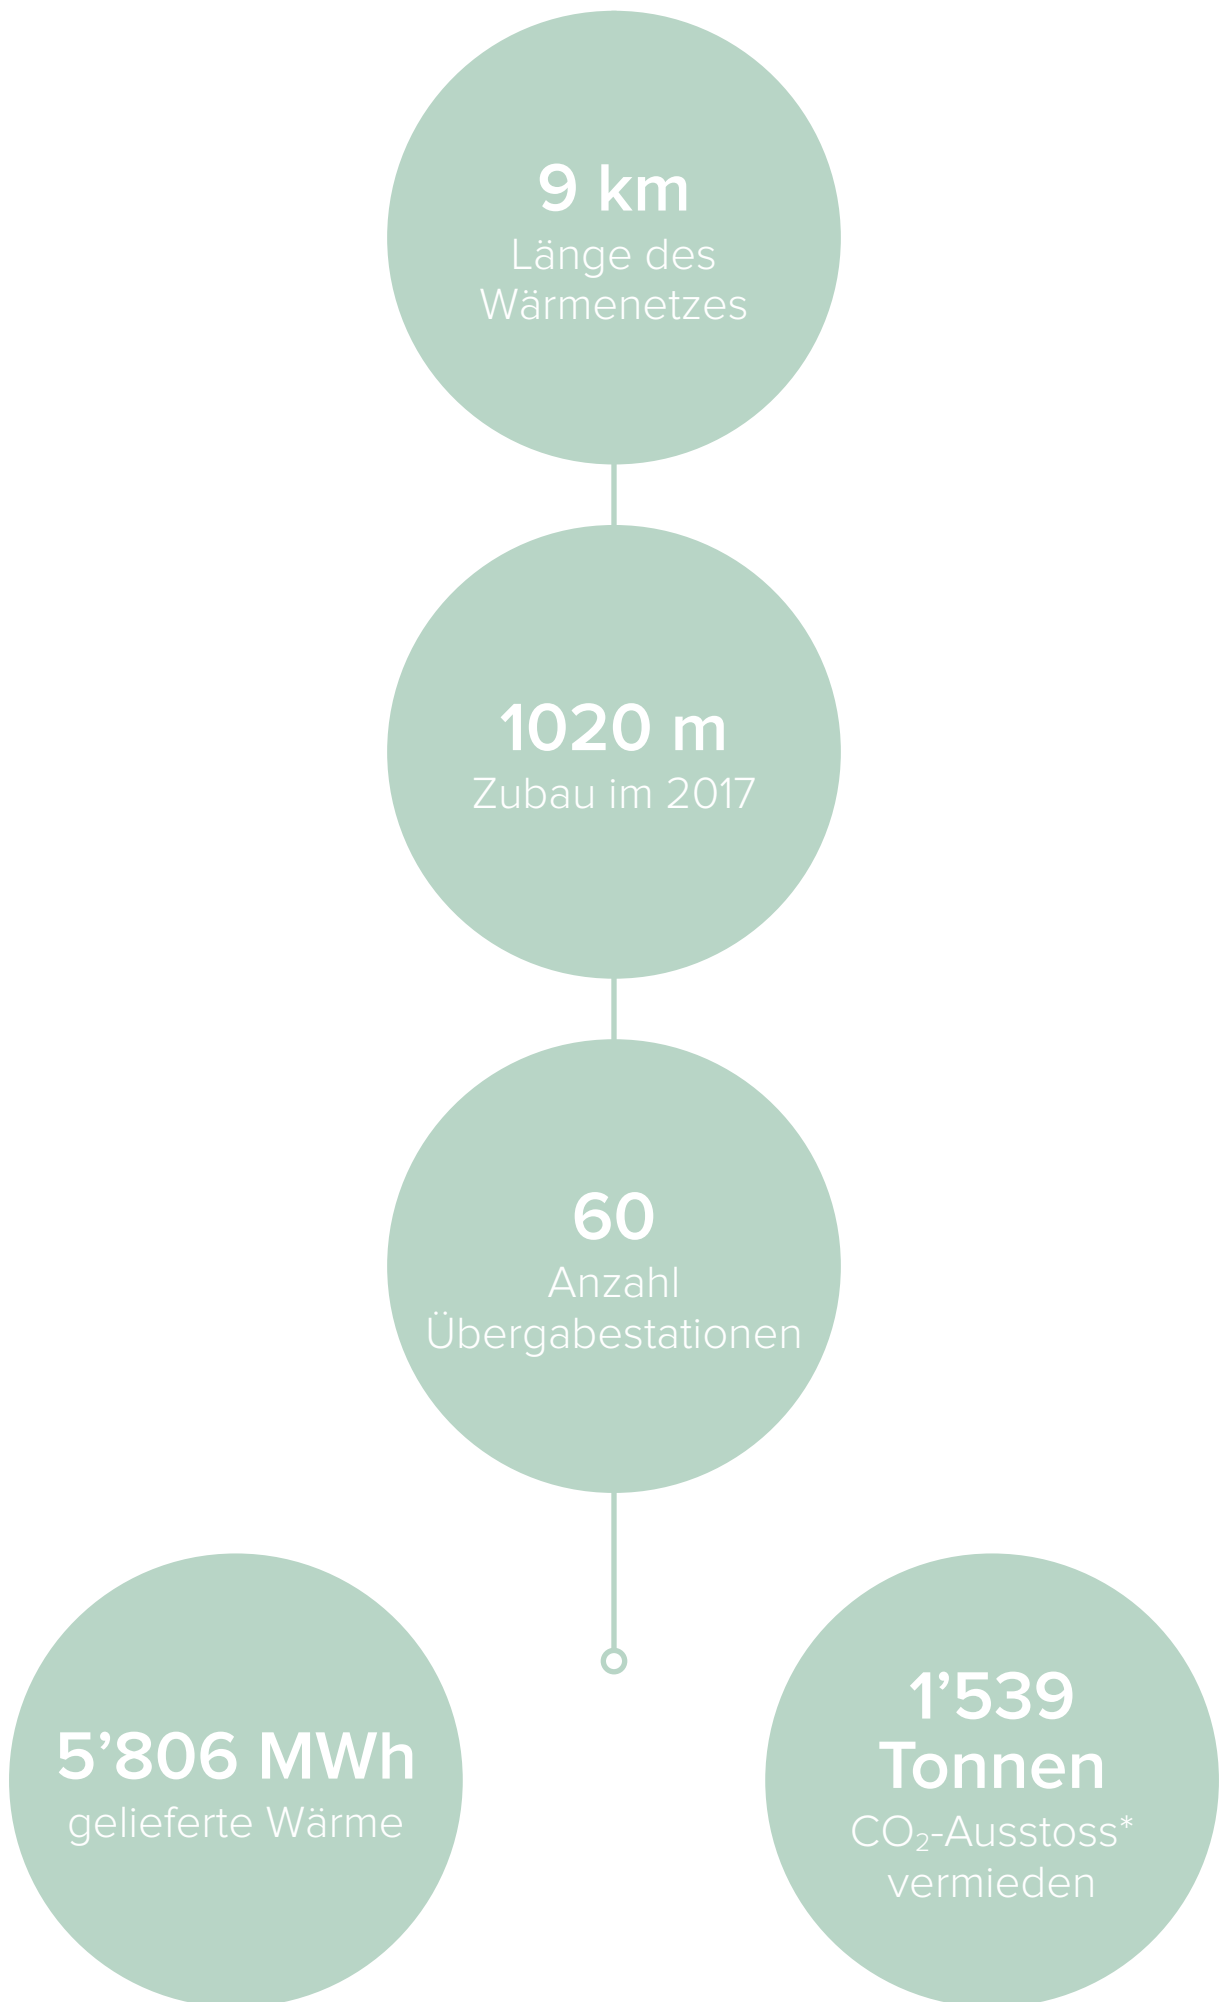 9 km
Länge des
Wärmenetzes
1020 m
Zubau im 2017
60
Anzahl
Übergabestationen
5’806 MWh
gelieferte Wärme
1’539
Tonnen
CO₂-Ausstoss*
vermieden